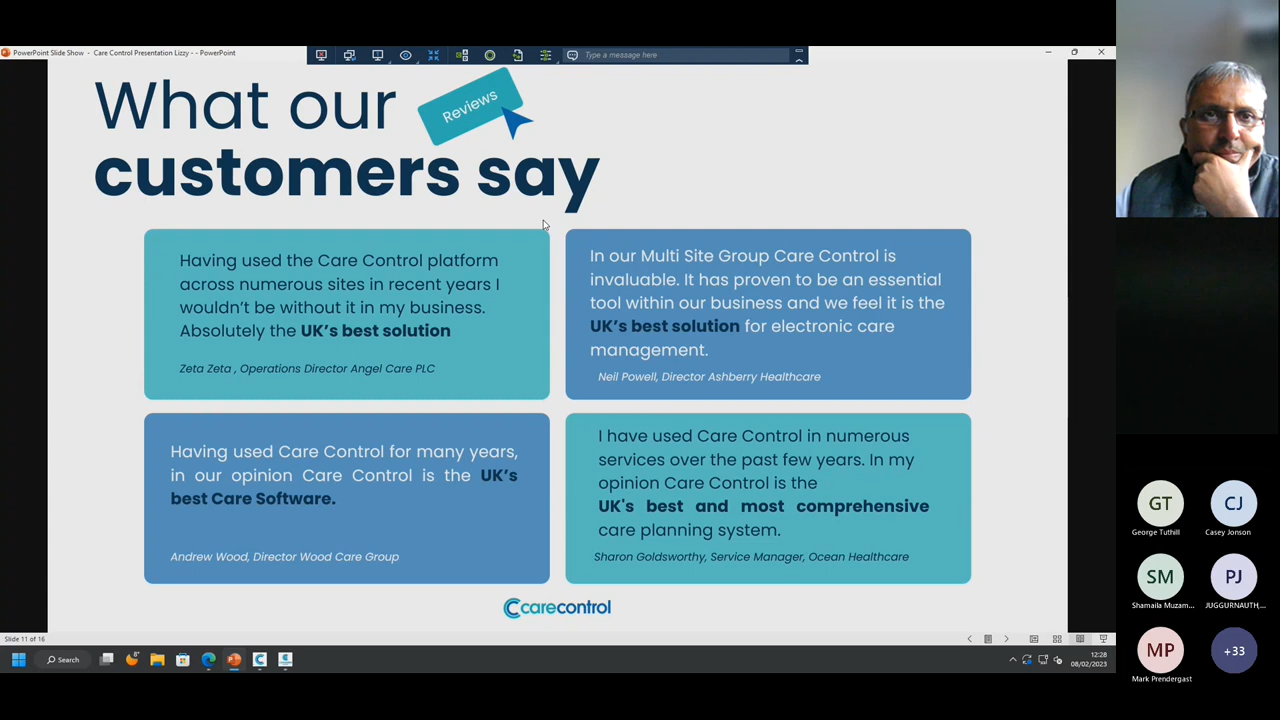 PowerPoint Slide Show - Care Control Presentation Lizzy - - PowerPoint
Type a message here
What our
Reviews
customers say
Having used the Care Control platform
across numerous sites in recent years I
wouldn't be without it in my business.
Absolutely the UK's best solution
Zeta Zeta , Operations Director Angel Care PLC
In our Multi Site Group Care Control is
invaluable. It has proven to be an essential
tool within our business and we feel it is the
UK's best solution for electronic care
management.
Neil Powell, Director Ashberry Healthcare
Having used Care Control for many years,
in our opinion Care Control is the UK's
best Care Software.
Andrew Wood, Director Wood Care Group
I have used Care Control in numerous
services over the past few years. In my
opinion Care Control is the
UK's best and most comprehensive
care planning system.
Sharon Goldsworthy, Service Manager, Ocean Healthcare
carecontrol
Slide 11 of 16
Search
8°
12:28
08/02/2023
GT
George Tuthill
CJ
Casey Jonson
SM
Shamaila Muzam...
PJ
JUGGURNAUTH,...
MP
Mark Prendergast
+33